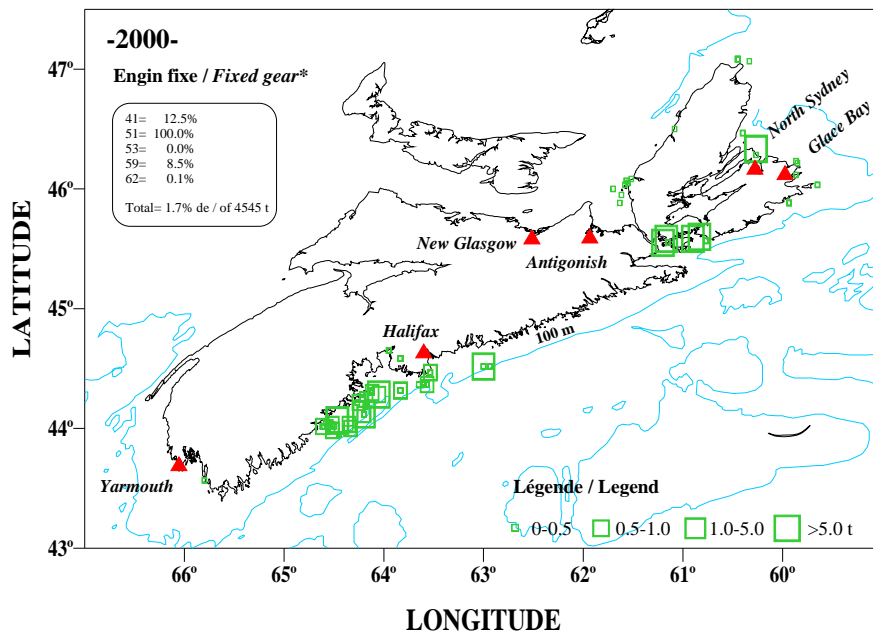 -2000-
Engin fixe / Fixed gear*
41= 12.5%
51= 100.0%
53= 0.0%
59= 8.5%
62= 0.1%
Total= 1.7% de / of 4545 t
47º
46º
45º
44º
43º
LATITUDE
North Sydney
Glace Bay
New Glasgow
Antigonish
Halifax
100 m
Yarmouth
Légende / Legend
0-0.5 0.5-1.0 1.0-5.0 >5.0 t
66º 65º 64º 63º 62º 61º 60º
LONGITUDE